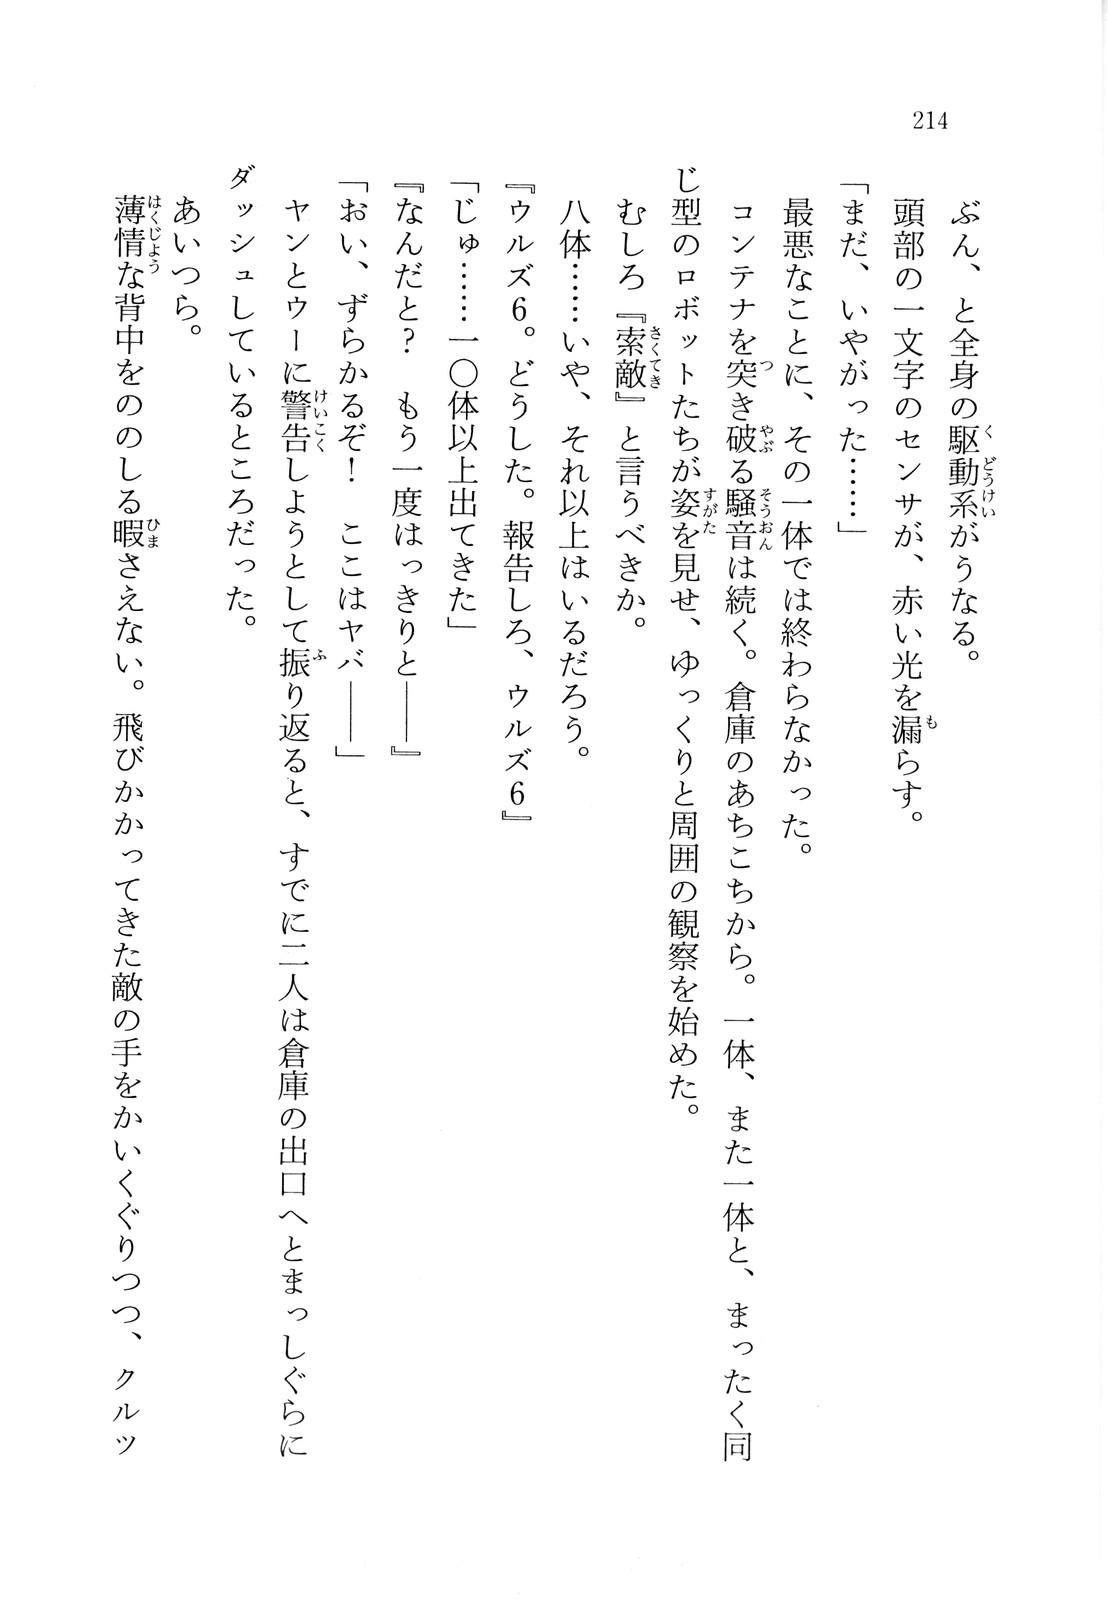 214
ぶん、と全身の駆動系がうなる。
頭部の一文字のセンサが、赤い光を漏らす。
「まだ、いやがった……」
最悪なことに、その一体では終わらなかった。
コンテナを突き破る騒音は続く。倉庫のあちこちから。一体、また一体と、まったく同
じ型のロボットたちが姿を見せ、ゆっくりと周囲の観察を始めた。
むしろ『索敵』と言うべきか。
八体……いや、それ以上はいるだろう。
『ウルズ6。どうした。報告しろ、ウルズ6』
「じゅ……一〇体以上出てきた」
『なんだと？　もう一度はっきりと――』
「おい、ずらかるぞ！　ここはヤバ――」
ヤンとウーに警告しようとして振り返ると、すでに二人は倉庫の出口へとまっしぐらに
ダッシュしているところだった。
あいつら。
薄情な背中をののしる暇さえない。飛びかかってきた敵の手をかいくぐりつつ、クルツ